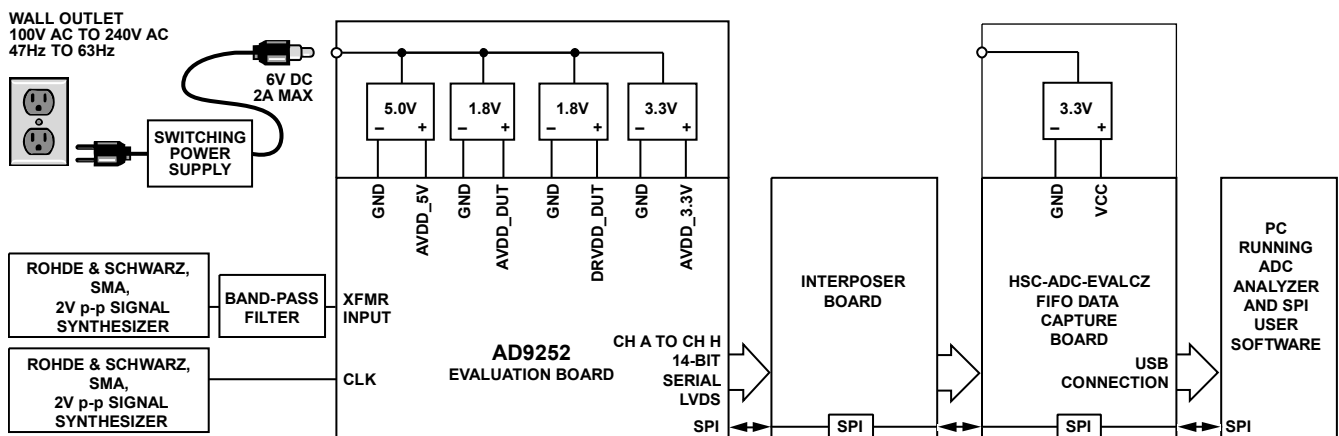 WALL OUTLET
100V AC TO 240V AC
47Hz TO 63Hz
6V DC
2A MAX
SWITCHING
POWER
SUPPLY
5.0V
– +
1.8V
– +
1.8V
– +
3.3V
– +
3.3V
– +
GND
AVDD_5V
GND
AVDD_DUT
GND
DRVDD_DUT
GND
AVDD_3.3V
GND
VCC
ROHDE & SCHWARZ,
SMA,
2V p-p SIGNAL
SYNTHESIZER
BAND-PASS
FILTER
XFMR
INPUT
ROHDE & SCHWARZ,
SMA,
2V p-p SIGNAL
SYNTHESIZER
CLK
AD9252
EVALUATION BOARD
CH A TO CH H
14-BIT
SERIAL
LVDS
SPI
INTERPOSER
BOARD
SPI
HSC-ADC-EVALCZ
FIFO DATA
CAPTURE
BOARD
USB
CONNECTION
SPI
PC
RUNNING
ADC
ANALYZER
AND SPI
USER
SOFTWARE
SPI